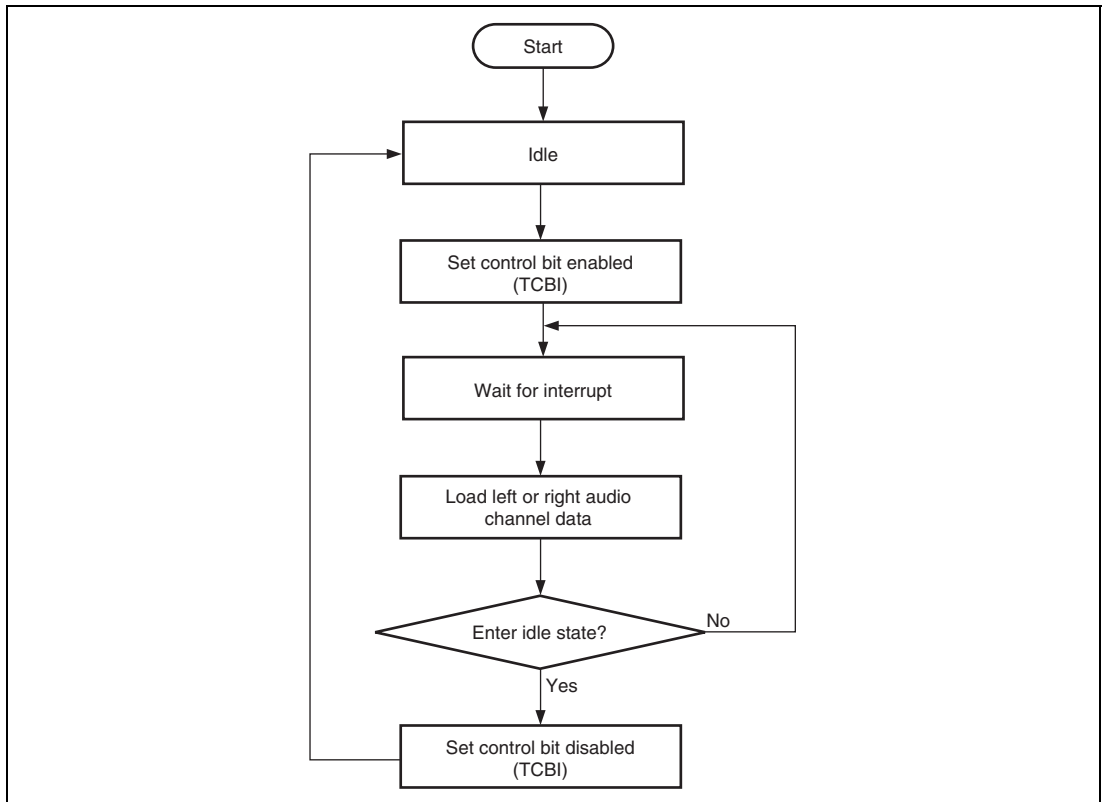 Start
Idle
Set control bit enabled
(TCBI)
Wait for interrupt
Load left or right audio
channel data
Enter idle state?
No
Yes
Set control bit disabled
(TCBI)